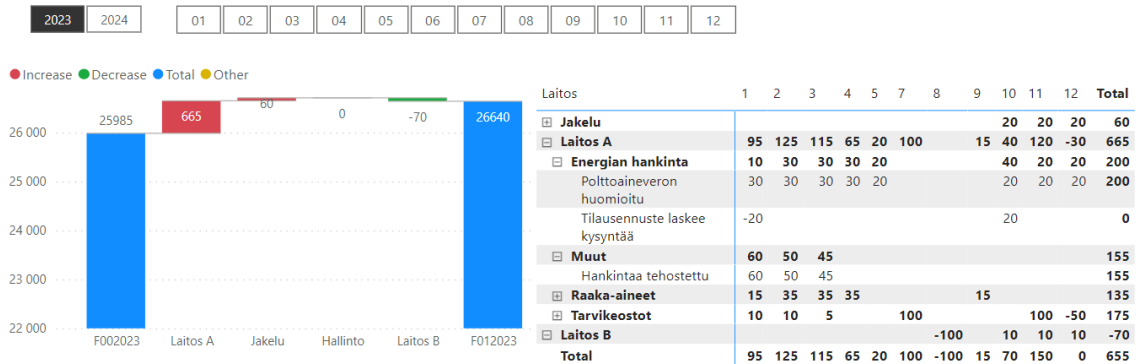 2023 2024 01 02 03 04 05 06 07 08 09 10 11 12
Increase Decrease Total Other
25985 665 60 0 -70 26640
26 000
25 000
24 000
23 000
22 000
F002023 Laitos A Jakelu Hallinto Laitos B F012023
Laitos 1 2 3 4 5 7 8 9 10 11 12 Total
Jakelu 20 20 20 60
Laitos A 95 125 115 65 20 100 15 40 120 -30 665
Energian hankinta 10 30 30 30 20 40 20 20 200
Polttoaineveron 30 30 30 30 20 20 20 20 200
huomioitu
Tilausennuste laskee -20 20 0
kysyntää
Muut 60 50 45 155
Hankintaa tehostettu 60 50 45 155
Raaka-aineet 15 35 35 35 15 135
Tarvikeostot 10 10 5 100 100 -50 175
Laitos B -100 10 10 10 -70
Total 95 125 115 65 20 100 -100 15 70 150 0 655